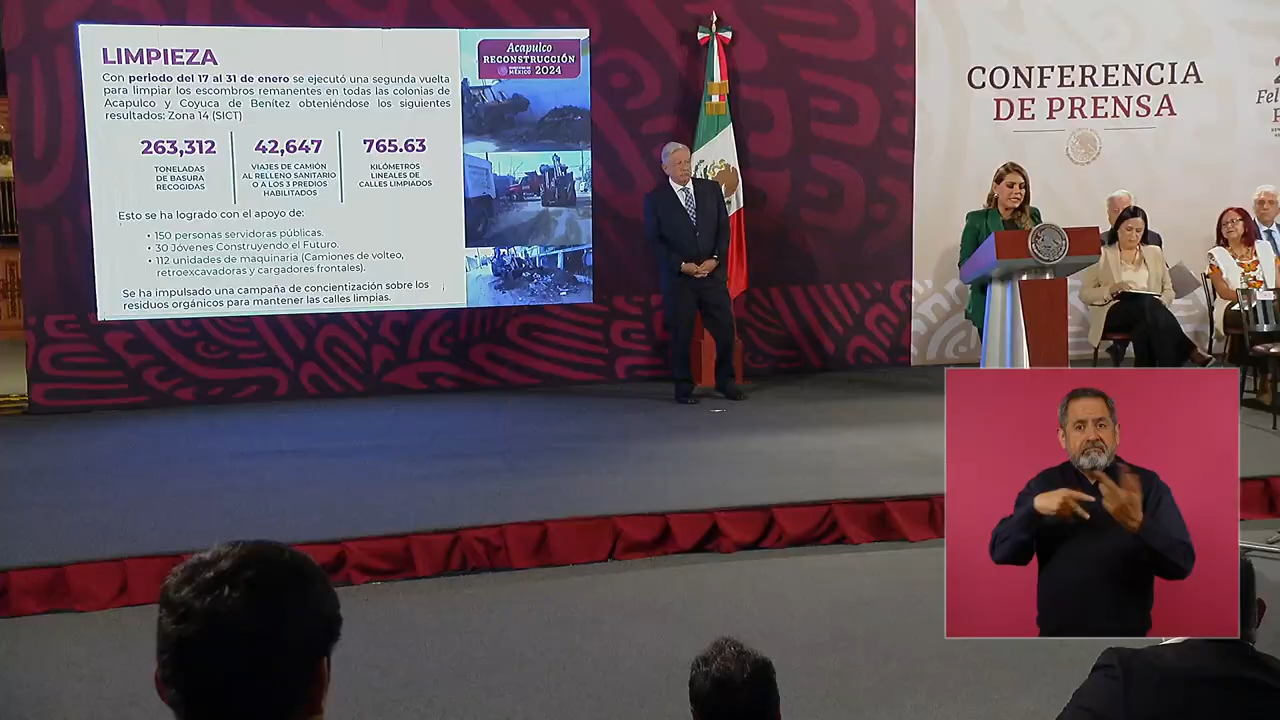 LIMPIEZA
Con periodo del 17 al 31 de enero se ejecutó una segunda vuelta
para limpiar los escombros remanentes en todas las colonias de
Acapulco y Coyuca de Benítez obteniéndose los siguientes
resultados: Zona 14 (SICT)
263,312
TONELADAS
DE BASURA
RECOGIDAS
42,647
VIAJES DE CAMIÓN
AL RELLENO SANITARIO
O A LOS 3 PREDIOS
HABILITADOS
765.63
KILÓMETROS
LINEALES DE
CALLES LIMPIADOS
Esto se ha logrado con el apoyo de:
• 150 personas servidoras públicas.
• 30 Jóvenes Construyendo el Futuro.
• 112 unidades de maquinaria (Camiones de volteo,
retroexcavadoras y cargadores frontales).
Se ha impulsado una campaña de concientización sobre los
residuos orgánicos para mantener las calles limpias.
Acapulco
RECONSTRUCCIÓN
MÉXICO 2024
CONFERENCIA
DE PRENSA